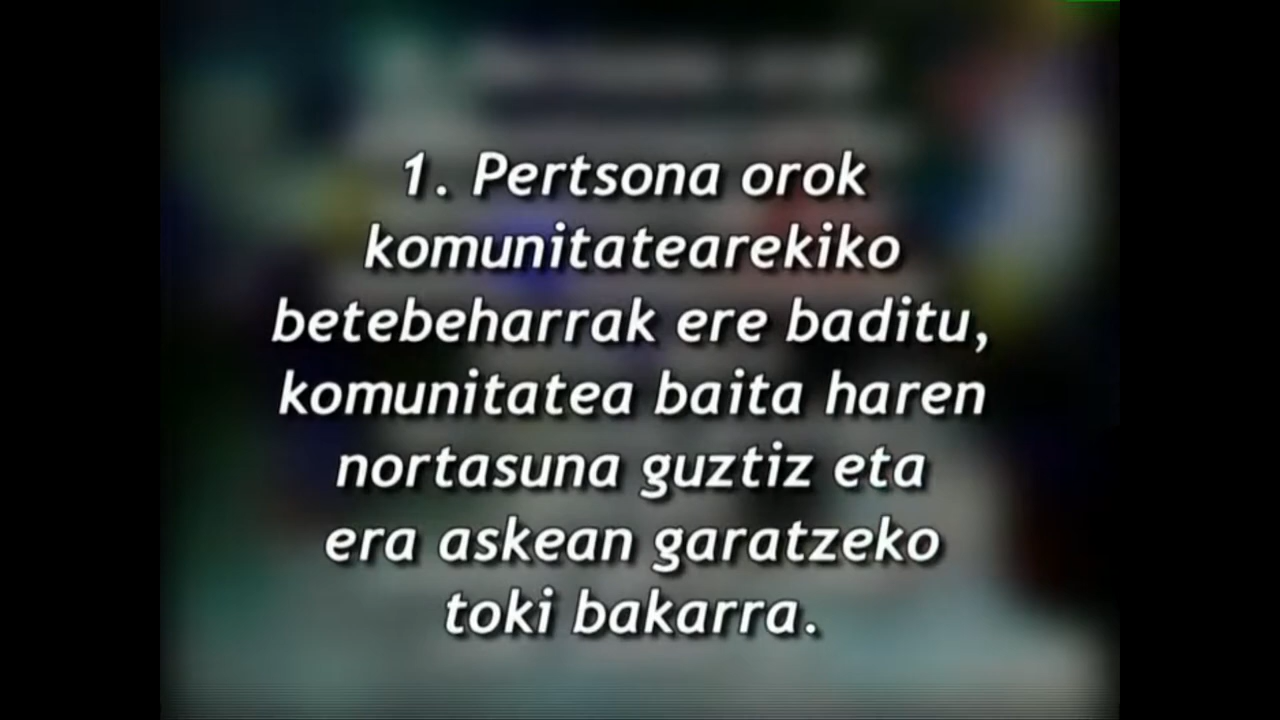 1. Pertsona orok
komunitatearekiko
betebeharrak ere baditu,
komunitatea baita haren
nortasuna guztiz eta
era askean garatzeko
toki bakarra.